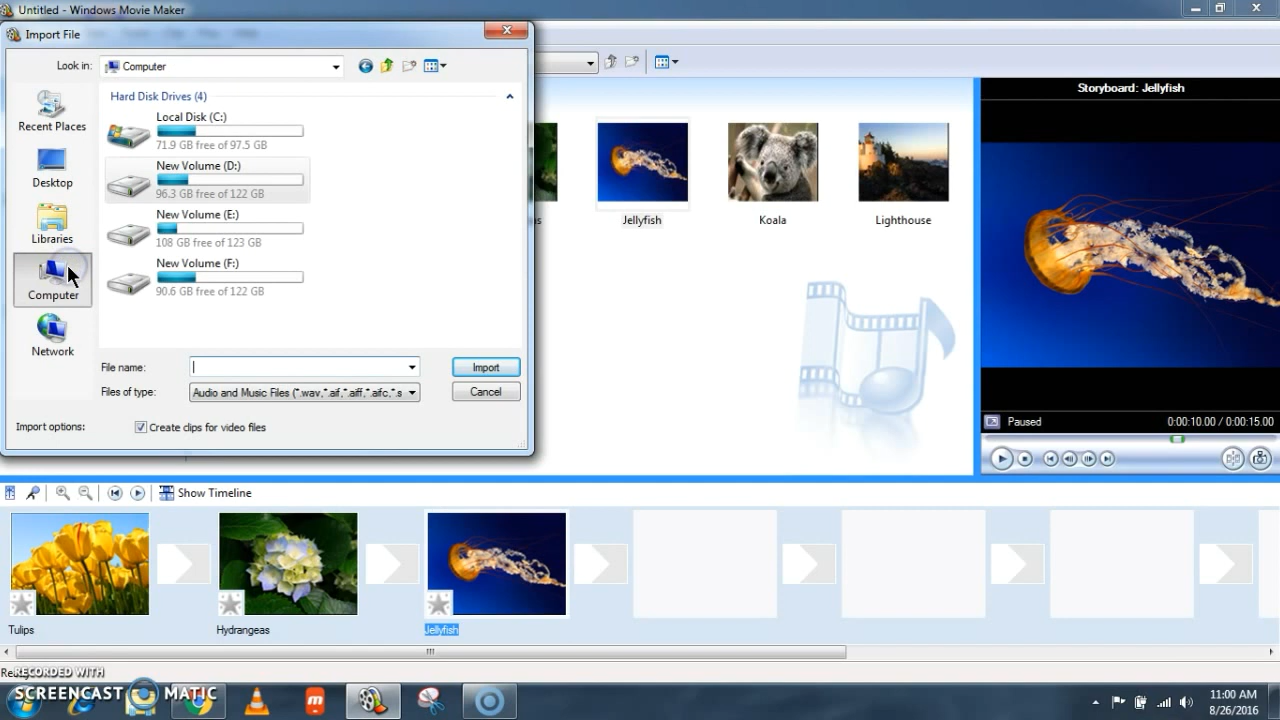 Untitled - Windows Movie Maker
Import File
Look in: Computer
Recent Places
Desktop
Libraries
Computer
Network
Hard Disk Drives (4)
Local Disk (C:)
71.9 GB free of 97.5 GB
New Volume (D:)
96.3 GB free of 122 GB
New Volume (E:)
108 GB free of 123 GB
New Volume (F:)
90.6 GB free of 122 GB
File name:
Import
Files of type: Audio and Music Files (*.wav,*.aif,*.aiff,*.aifc,*.s
Cancel
Import options: Create clips for video files
Jellyfish
Koala
Lighthouse
Storyboard: Jellyfish
Paused 0:00:10.00 / 0:00:15.00
Show Timeline
Tulips
Hydrangeas
Jellyfish
RECORDED WITH
SCREENCAST MATIC
11:00 AM
8/26/2016